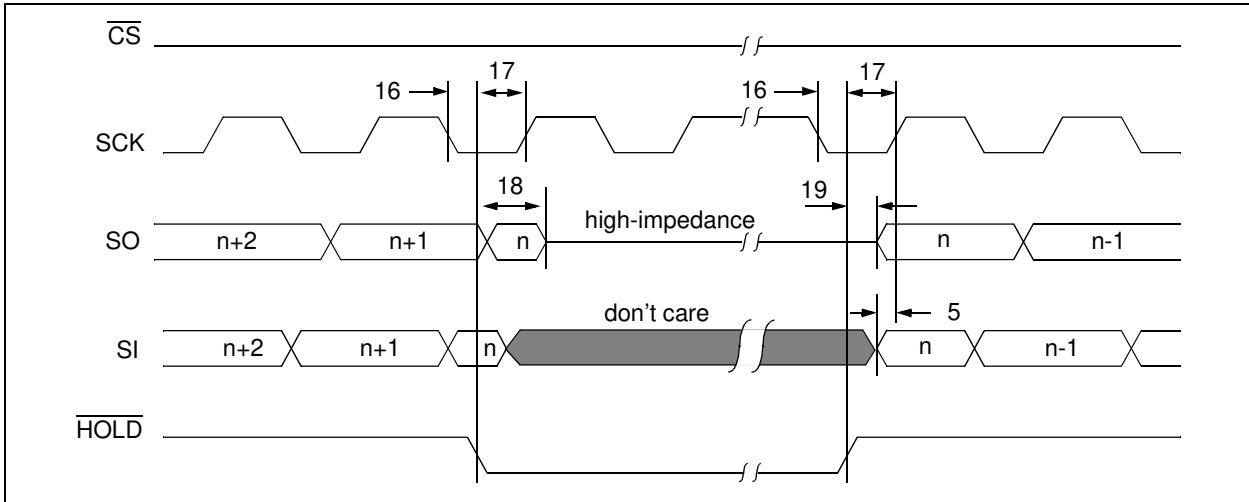 CS
17
17
16
16
SCK
18
19
high-impedance
SO
n+2
n+1
n
n
n-1
don't care
5
SI
n+2
n+1
n
n
n-1
HOLD